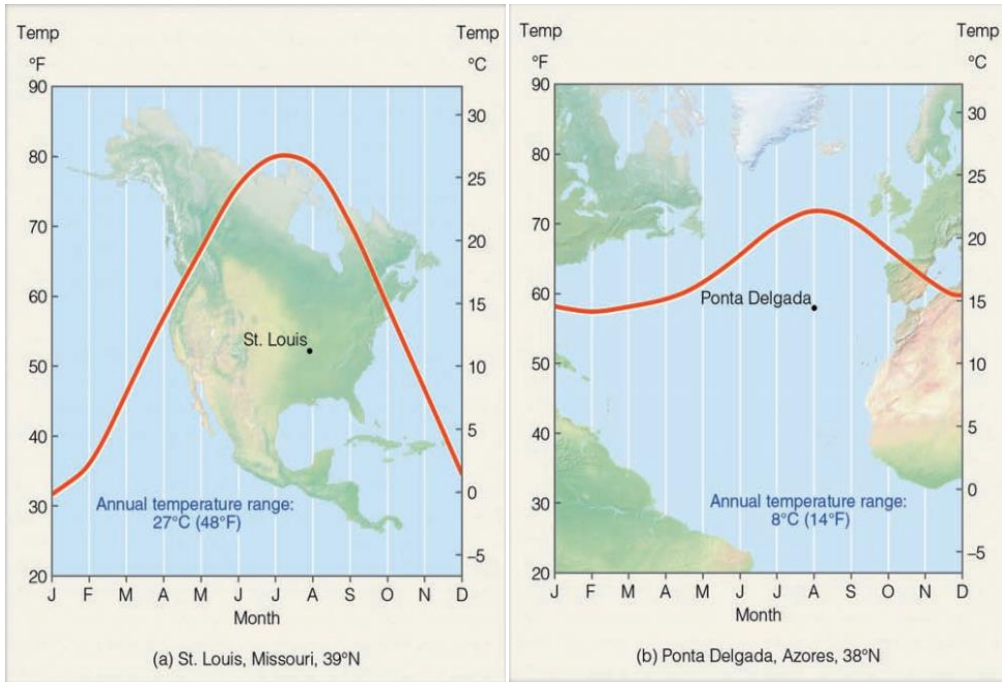 Temp
°F
Temp
°C
90
80
70
60
50
40
30
20
30
25
20
15
10
5
0
–5
St. Louis
Annual temperature range:
27°C (48°F)
J F M A M J J A S O N D
Month
(a) St. Louis, Missouri, 39°N
Temp
°F
Temp
°C
90
80
70
60
50
40
30
20
30
25
20
15
10
5
0
–5
Ponta Delgada
Annual temperature range:
8°C (14°F)
J F M A M J J A S O N D
Month
(b) Ponta Delgada, Azores, 38°N